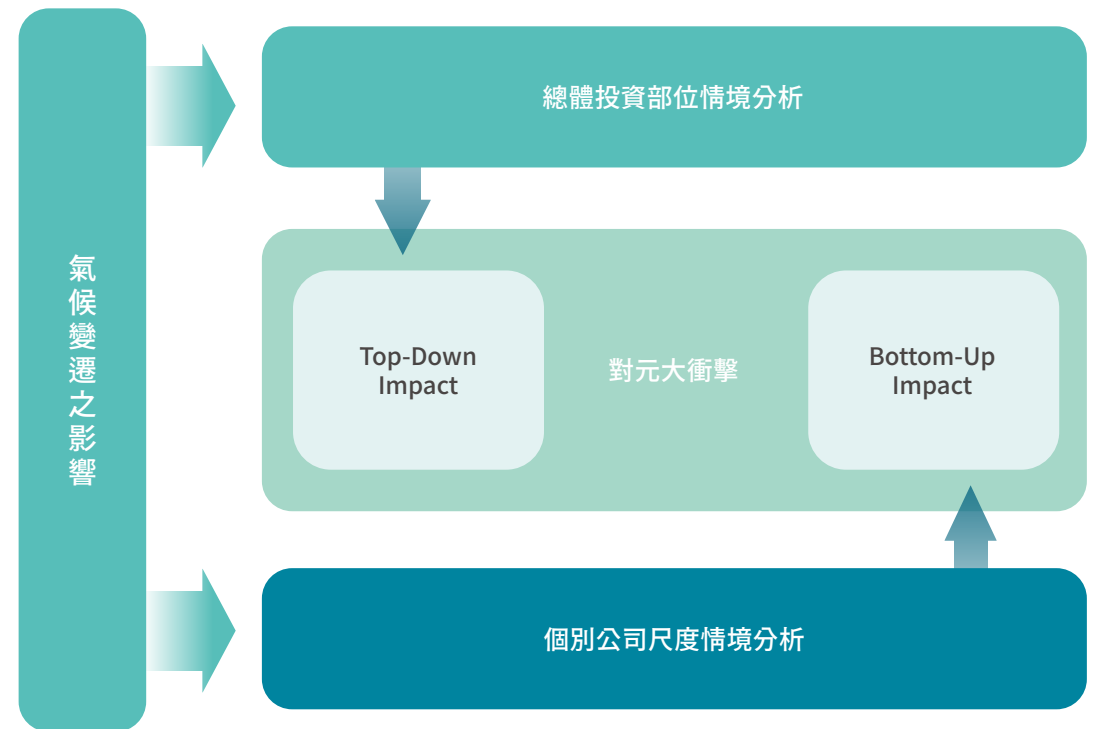 氣候變遷之影響
總體投資部位情境分析
Top-Down
Impact
對元大衝擊
Bottom-Up
Impact
個別公司尺度情境分析